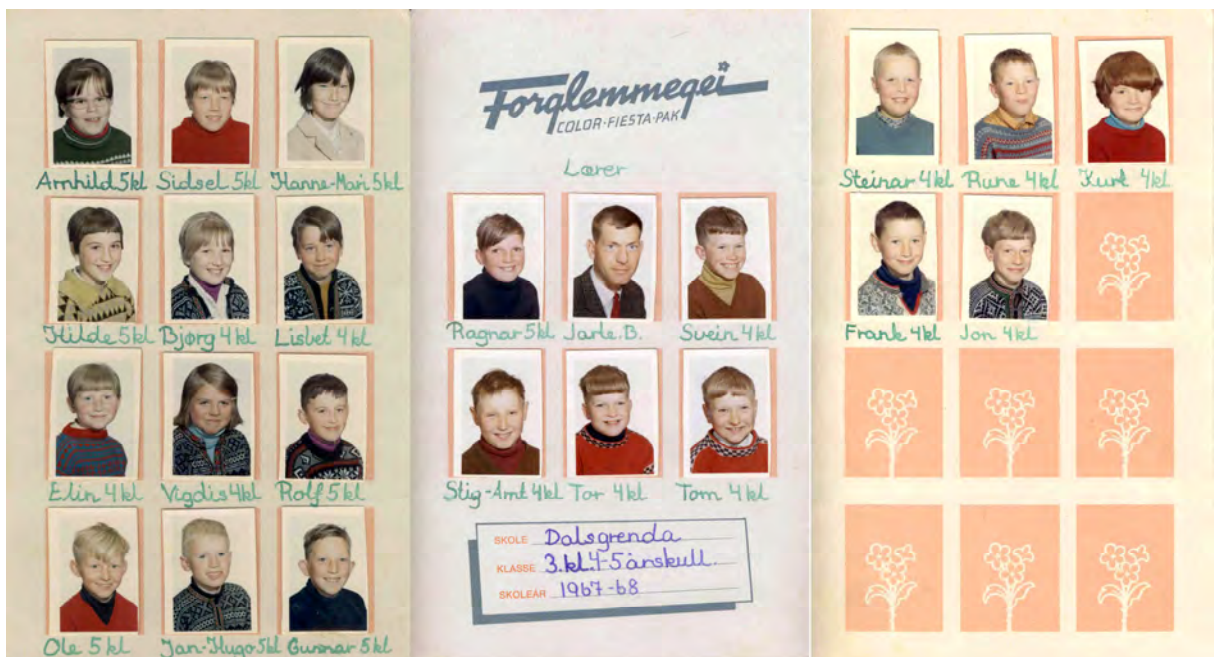 Arnhild 5kl Sidsel 5kl Hanne-Mari 5kl
Hilde 5kl Bjørg 4kl Lisbet 4kl
Elin 4kl Vigdis 4kl Rolf 5kl
Ole 5kl Jan-Hugo 5kl Gunnar 5kl
Forglemmegei
COLOR·FIESTA·PAK
Lærer
Ragnar 5kl Jarle.B. Svein 4kl
Stig-Arnt 4kl Tor 4kl Tom 4kl
SKOLE Dalsgrenda
KLASSE 3.kl.4-5 årskull.
SKOLEÅR 1967-68
Steinar 4kl Rune 4kl Kurt 4kl
Frank 4kl Jon 4kl